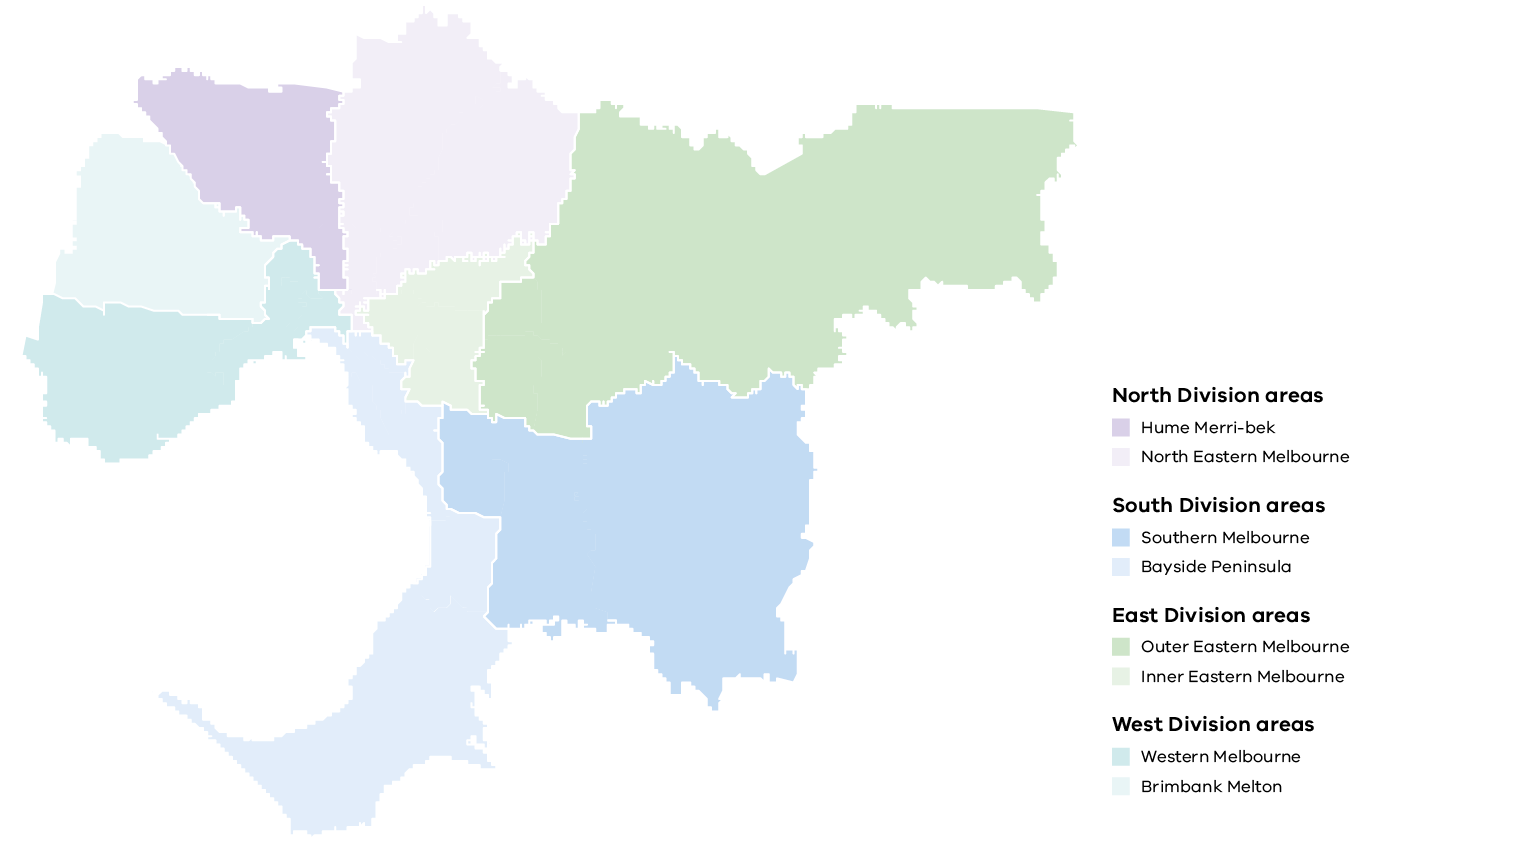 North Division areas
Hume Merri-bek
North Eastern Melbourne
South Division areas
Southern Melbourne
Bayside Peninsula
East Division areas
Outer Eastern Melbourne
Inner Eastern Melbourne
West Division areas
Western Melbourne
Brimbank Melton